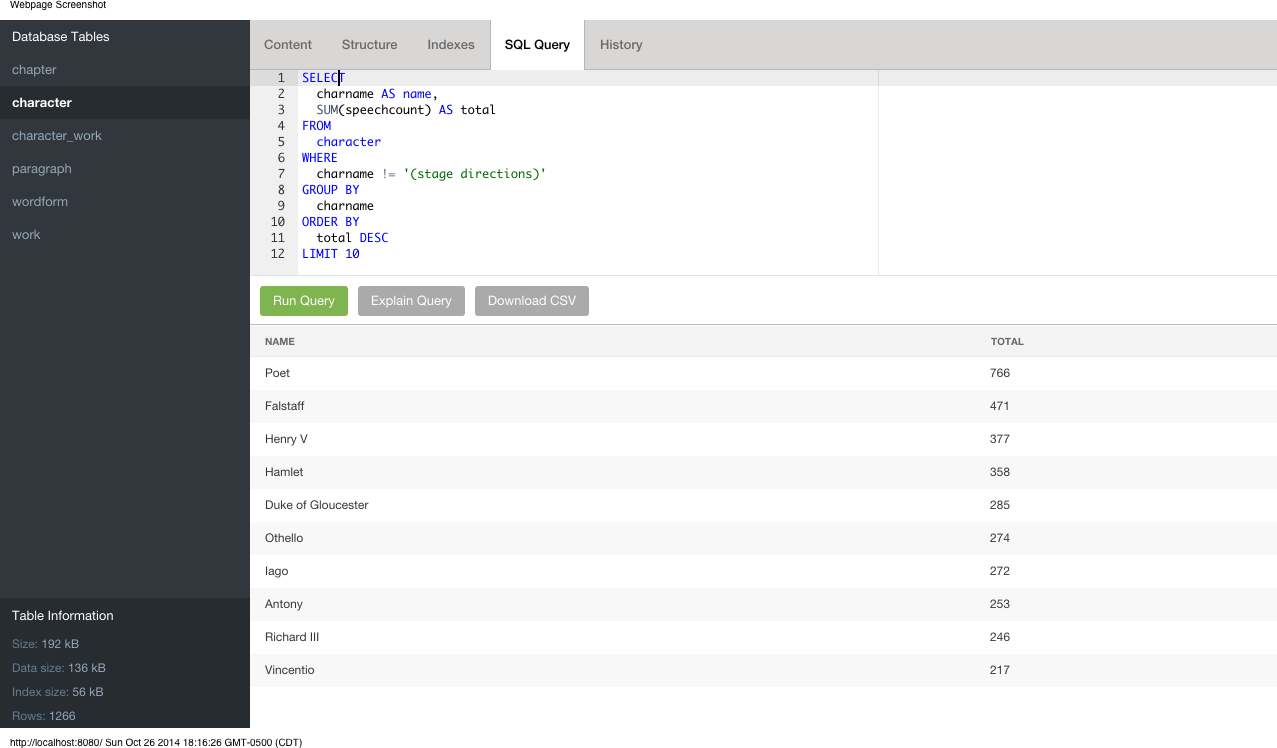 Webpage Screenshot
Database Tables
chapter
character
character_work
paragraph
wordform
work
Table Information
Size: 192 kB
Data size: 136 kB
Index size: 56 kB
Rows: 1266
Content Structure Indexes SQL Query History
1 SELECT
2 charname AS name,
3 SUM(speechcount) AS total
4 FROM
5 character
6 WHERE
7 charname != '(stage directions)'
8 GROUP BY
9 charname
10 ORDER BY
11 total DESC
12 LIMIT 10
Run Query Explain Query Download CSV
NAME TOTAL
Poet 766
Falstaff 471
Henry V 377
Hamlet 358
Duke of Gloucester 285
Othello 274
Iago 272
Antony 253
Richard III 246
Vincentio 217
http://localhost:8080/ Sun Oct 26 2014 18:16:26 GMT-0500 (CDT)